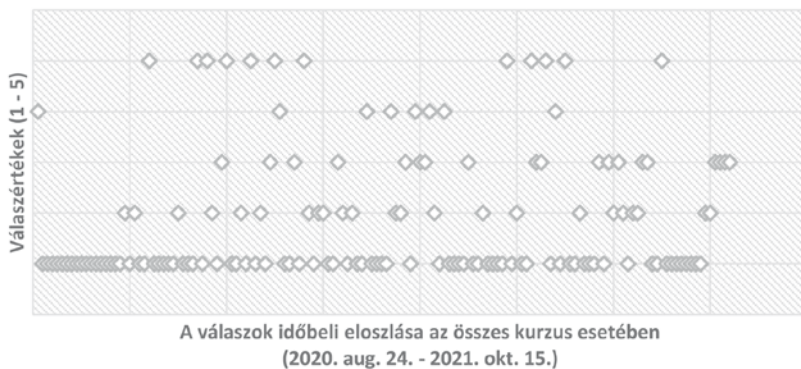 Válaszértékek (1 - 5)
A válaszok időbeli eloszlása az összes kurzus esetében
(2020. aug. 24. - 2021. okt. 15.)